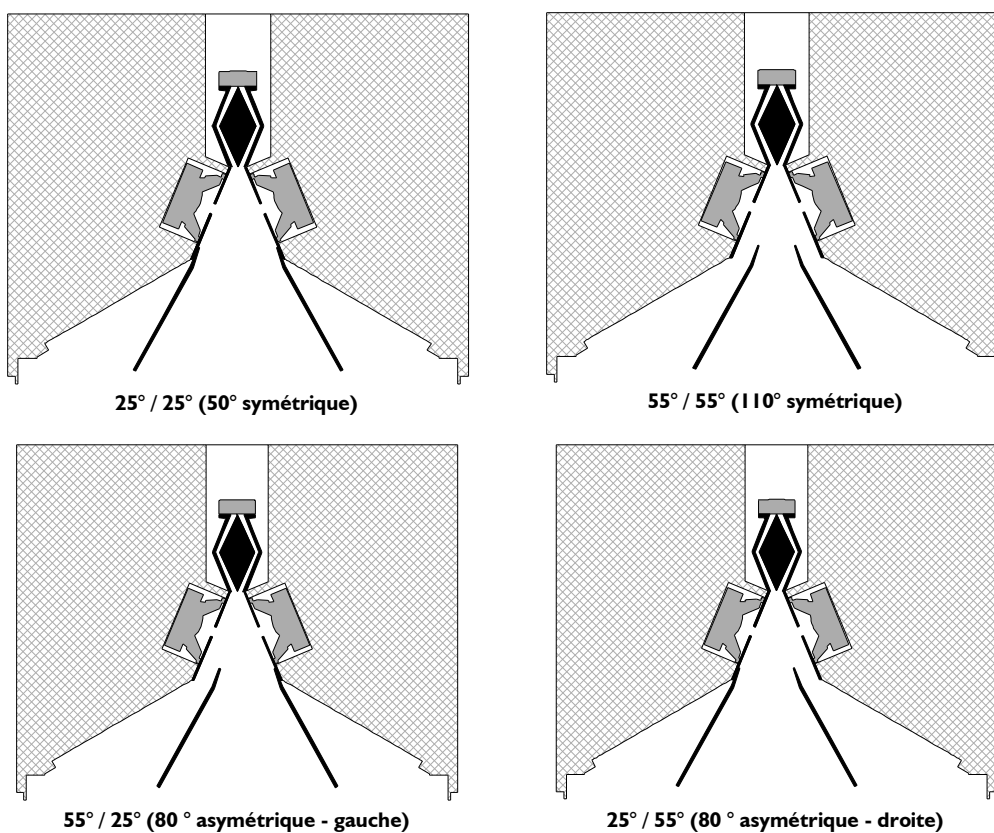 25° / 25° (50° symétrique)
55° / 55° (110° symétrique)
55° / 25° (80 ° asymétrique - gauche)
25° / 55° (80 ° asymétrique - droite)